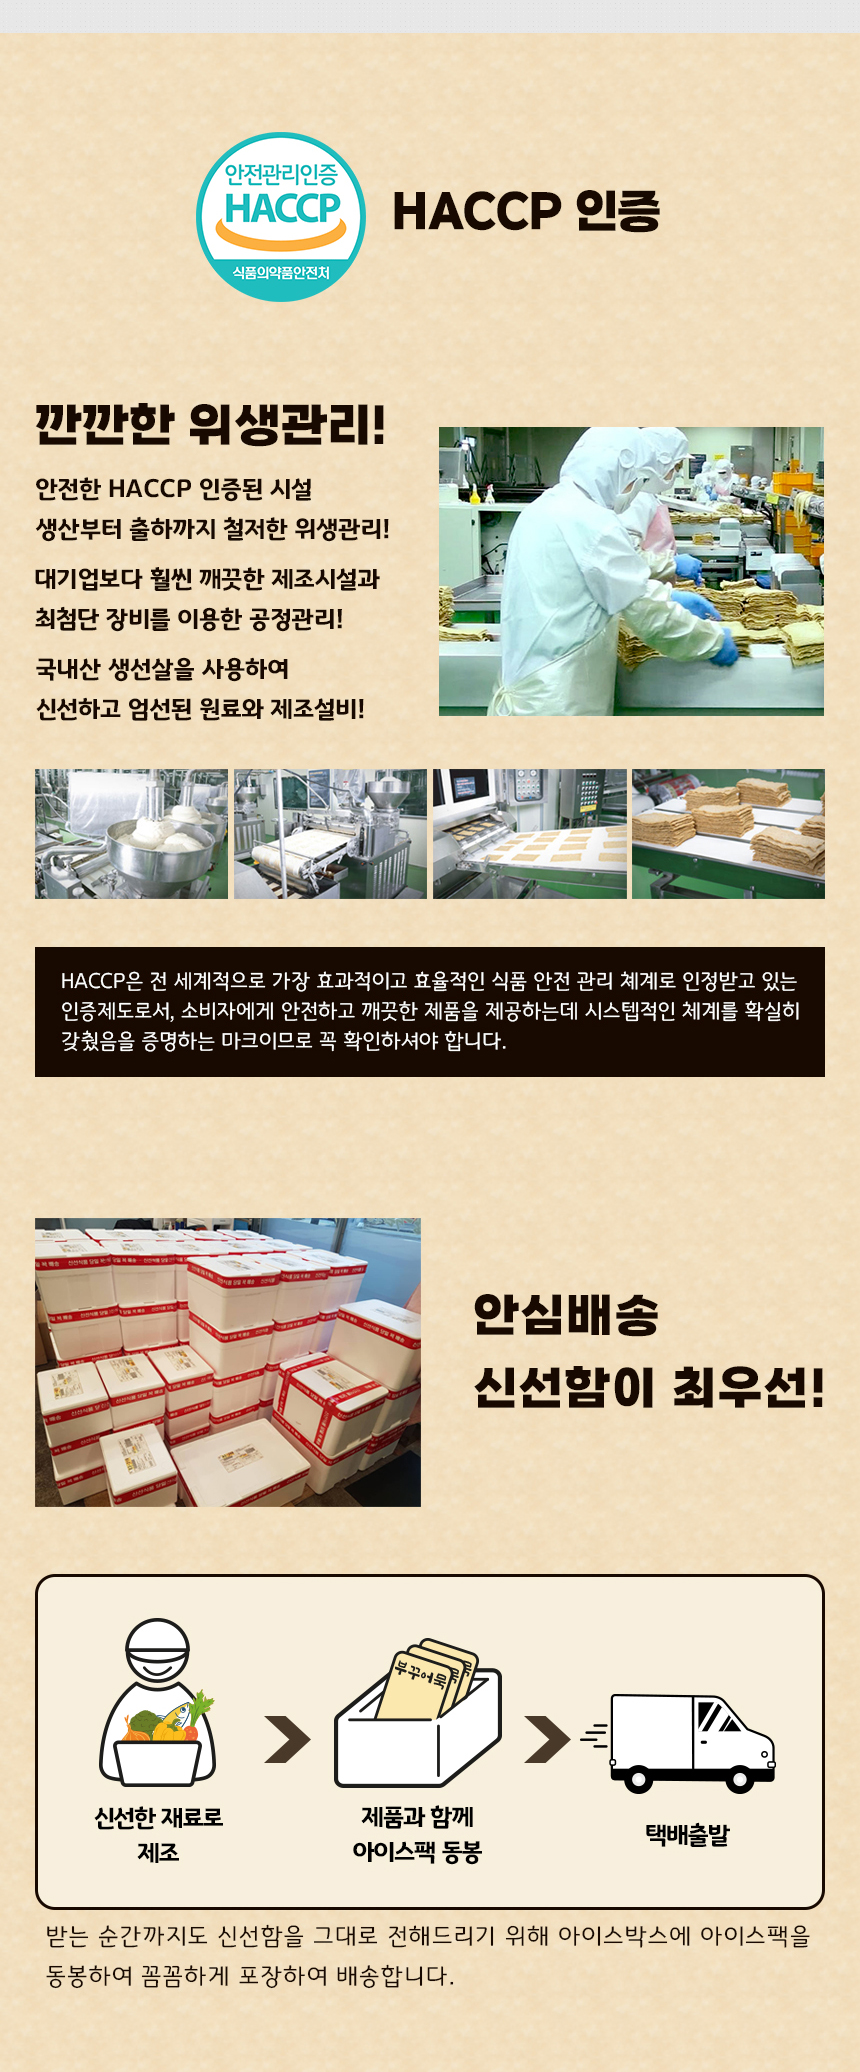 안전관리인증
HACCP
식품의약품안전처
HACCP 인증
깐깐한 위생관리!
안전한 HACCP 인증된 시설
생산부터 출하까지 철저한 위생관리!
대기업보다 훨씬 깨끗한 제조시설과
최첨단 장비를 이용한 공정관리!
국내산 생선살을 사용하여
신선하고 엄선된 원료와 제조설비!
HACCP은 전 세계적으로 가장 효과적이고 효율적인 식품 안전 관리 체계로 인정받고 있는
인증제도로서, 소비자에게 안전하고 깨끗한 제품을 제공하는데 시스템적인 체계를 확실히
갖췄음을 증명하는 마크이므로 꼭 확인하셔야 합니다.
안심배송
신선함이 최우선!
부꾸어묵
신선한 재료로
제조
제품과 함께
아이스팩 동봉
택배출발
받는 순간까지도 신선함을 그대로 전해드리기 위해 아이스박스에 아이스팩을
동봉하여 꼼꼼하게 포장하여 배송합니다.